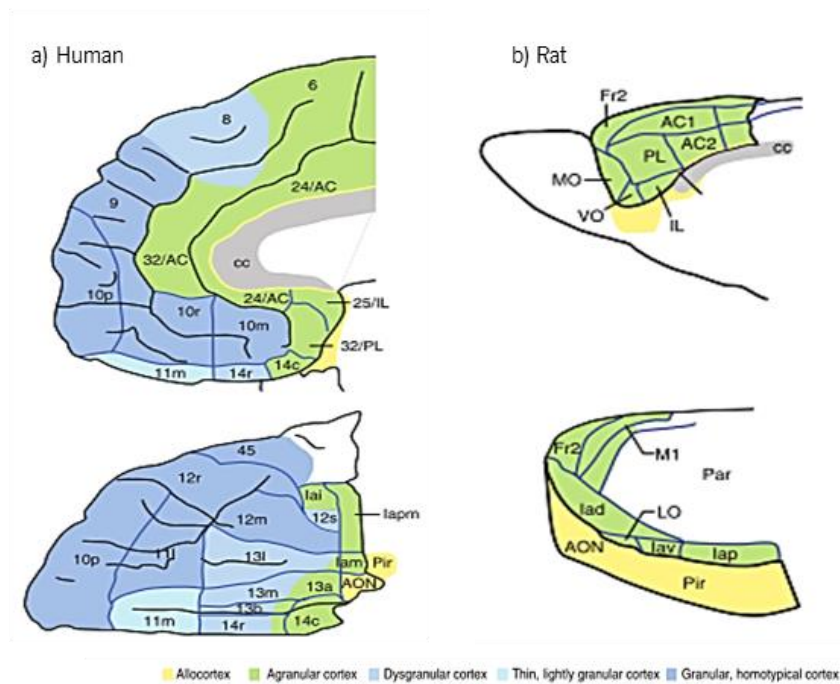 a) Human
6
8
24/AC
9
32/AC
cc
10p
10r
24/AC
25/IL
10m
32/PL
11m
14r
14c
45
12r
Iai
12s
Iapm
12m
10p
13l
Iam
Pir
AON
13m
13a
13b
11m
14r
14c
b) Rat
Fr2
AC1
AC2
cc
PL
MO
VO
IL
Fr2
M1
Par
Iad
LO
AON
Iav
Iap
Pir
Allocortex Agranular cortex Dysgranular cortex Thin, lightly granular cortex Granular, homotypical cortex